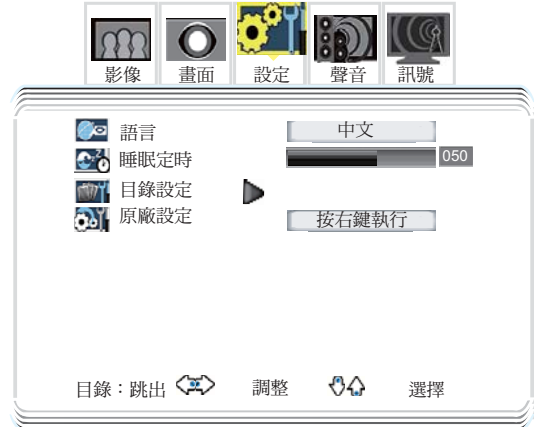 影像 畫面 設定 聲音 訊號
語言 中文
睡眠定時 050
目錄設定
原廠設定 按右鍵執行
目錄：跳出 調整 選擇